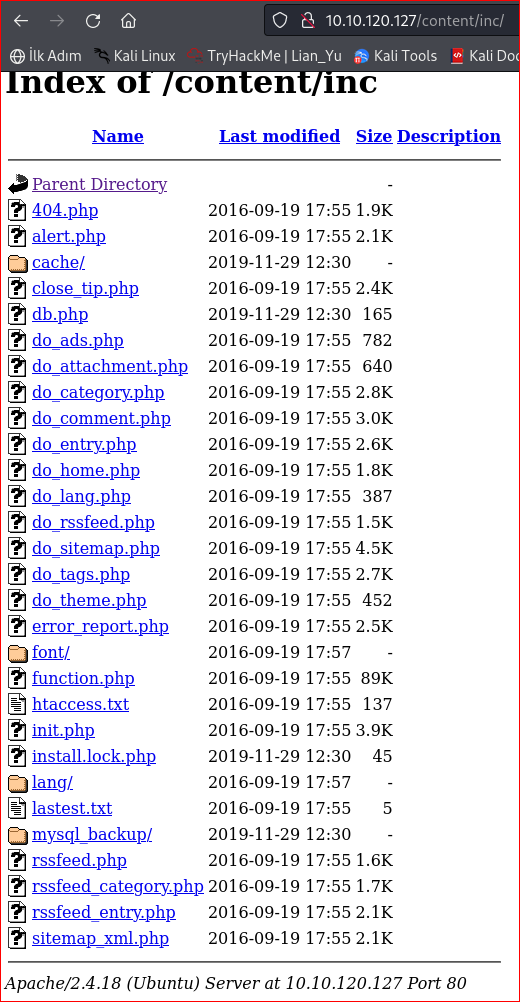 10.10.120.127/content/inc/
İlk Adım Kali Linux TryHackMe | Lian_Yu Kali Tools Kali Doc
Index of /content/inc
Name Last modified Size Description
Parent Directory -
404.php 2016-09-19 17:55 1.9K
alert.php 2016-09-19 17:55 2.1K
cache/ 2019-11-29 12:30 -
close_tip.php 2016-09-19 17:55 2.4K
db.php 2019-11-29 12:30 165
do_ads.php 2016-09-19 17:55 782
do_attachment.php 2016-09-19 17:55 640
do_category.php 2016-09-19 17:55 2.8K
do_comment.php 2016-09-19 17:55 3.0K
do_entry.php 2016-09-19 17:55 2.6K
do_home.php 2016-09-19 17:55 1.8K
do_lang.php 2016-09-19 17:55 387
do_rssfeed.php 2016-09-19 17:55 1.5K
do_sitemap.php 2016-09-19 17:55 4.5K
do_tags.php 2016-09-19 17:55 2.7K
do_theme.php 2016-09-19 17:55 452
error_report.php 2016-09-19 17:55 2.5K
font/ 2016-09-19 17:57 -
function.php 2016-09-19 17:55 89K
htaccess.txt 2016-09-19 17:55 137
init.php 2016-09-19 17:55 3.9K
install.lock.php 2019-11-29 12:30 45
lang/ 2016-09-19 17:57 -
lastest.txt 2016-09-19 17:55 5
mysql_backup/ 2019-11-29 12:30 -
rssfeed.php 2016-09-19 17:55 1.6K
rssfeed_category.php 2016-09-19 17:55 1.7K
rssfeed_entry.php 2016-09-19 17:55 2.1K
sitemap_xml.php 2016-09-19 17:55 2.1K
Apache/2.4.18 (Ubuntu) Server at 10.10.120.127 Port 80